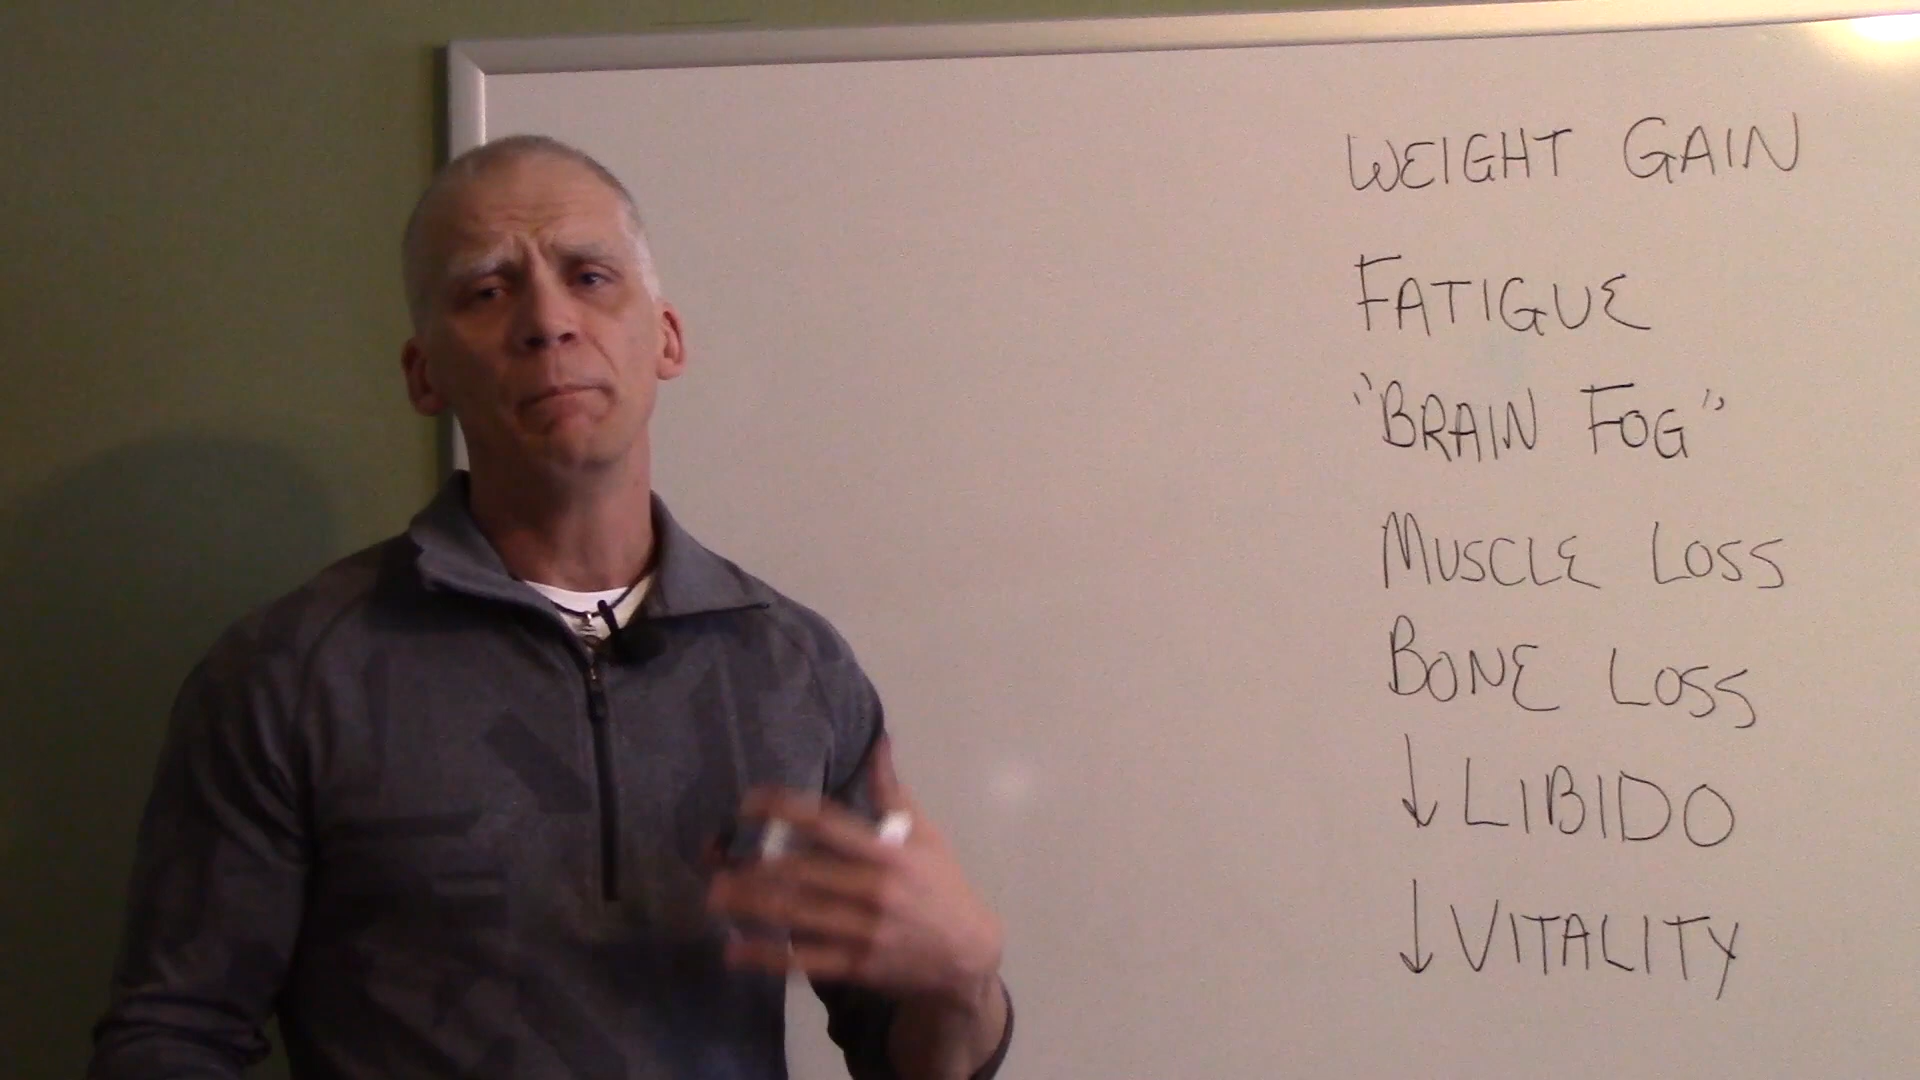 WEIGHT GAIN
FATIGUE
"BRAIN FOG"
MUSCLE LOSS
BONE LOSS
↓ LIBIDO
↓ VITALITY